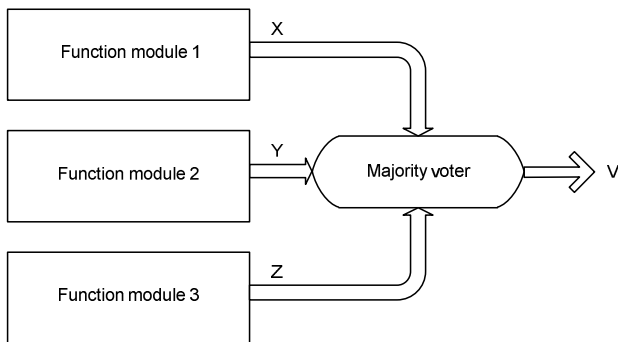 Function module 1
X
Function module 2
Y
Majority voter
V
Function module 3
Z